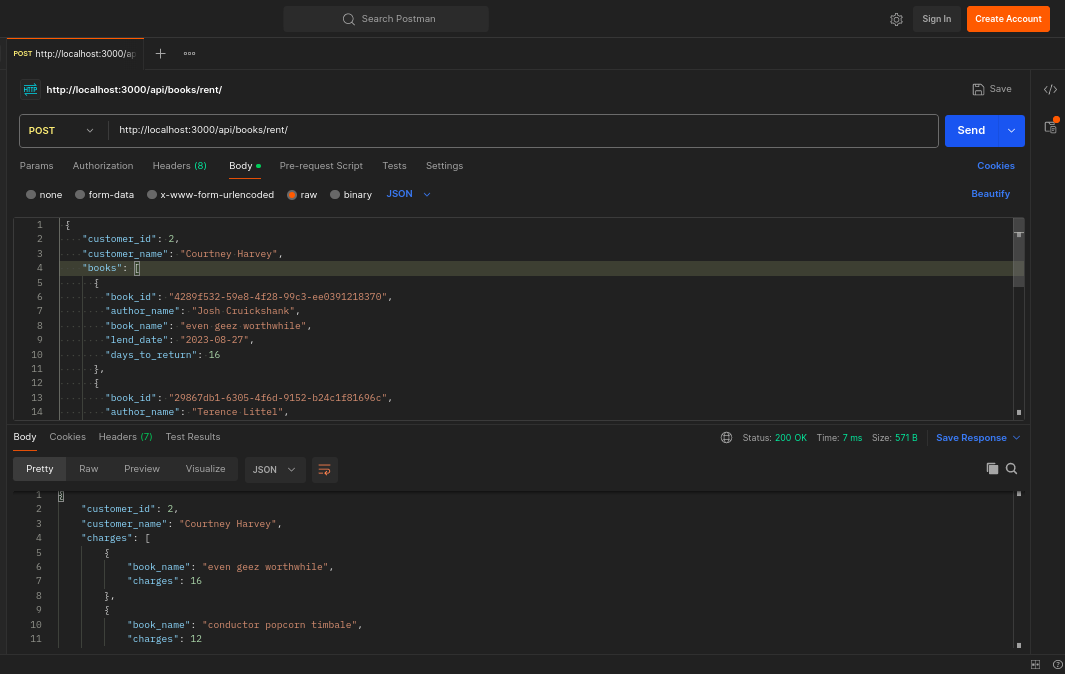 Search Postman
Sign In
Create Account
POST http://localhost:3000/ap
HTTP http://localhost:3000/api/books/rent/
Save
POST
http://localhost:3000/api/books/rent/
Send
Params Authorization Headers (8) Body Pre-request Script Tests Settings
Cookies
none form-data x-www-form-urlencoded raw binary JSON
Beautify
1 {
2 "customer_id": 2,
3 "customer_name": "Courtney Harvey",
4 "books": [
5 {
6 "book_id": "4289f532-59e8-4f28-99c3-ee0391218370",
7 "author_name": "Josh Cruickshank",
8 "book_name": "even geez worthwhile",
9 "lend_date": "2023-08-27",
10 "days_to_return": 16
11 },
12 {
13 "book_id": "29867db1-6305-4f6d-9152-b24c1f81696c",
14 "author_name": "Terence Littel",
Body Cookies Headers (7) Test Results
Status: 200 OK Time: 7 ms Size: 571 B Save Response
Pretty Raw Preview Visualize JSON
1 {
2 "customer_id": 2,
3 "customer_name": "Courtney Harvey",
4 "charges": [
5 {
6 "book_name": "even geez worthwhile",
7 "charges": 16
8 },
9 {
10 "book_name": "conductor popcorn timbale",
11 "charges": 12